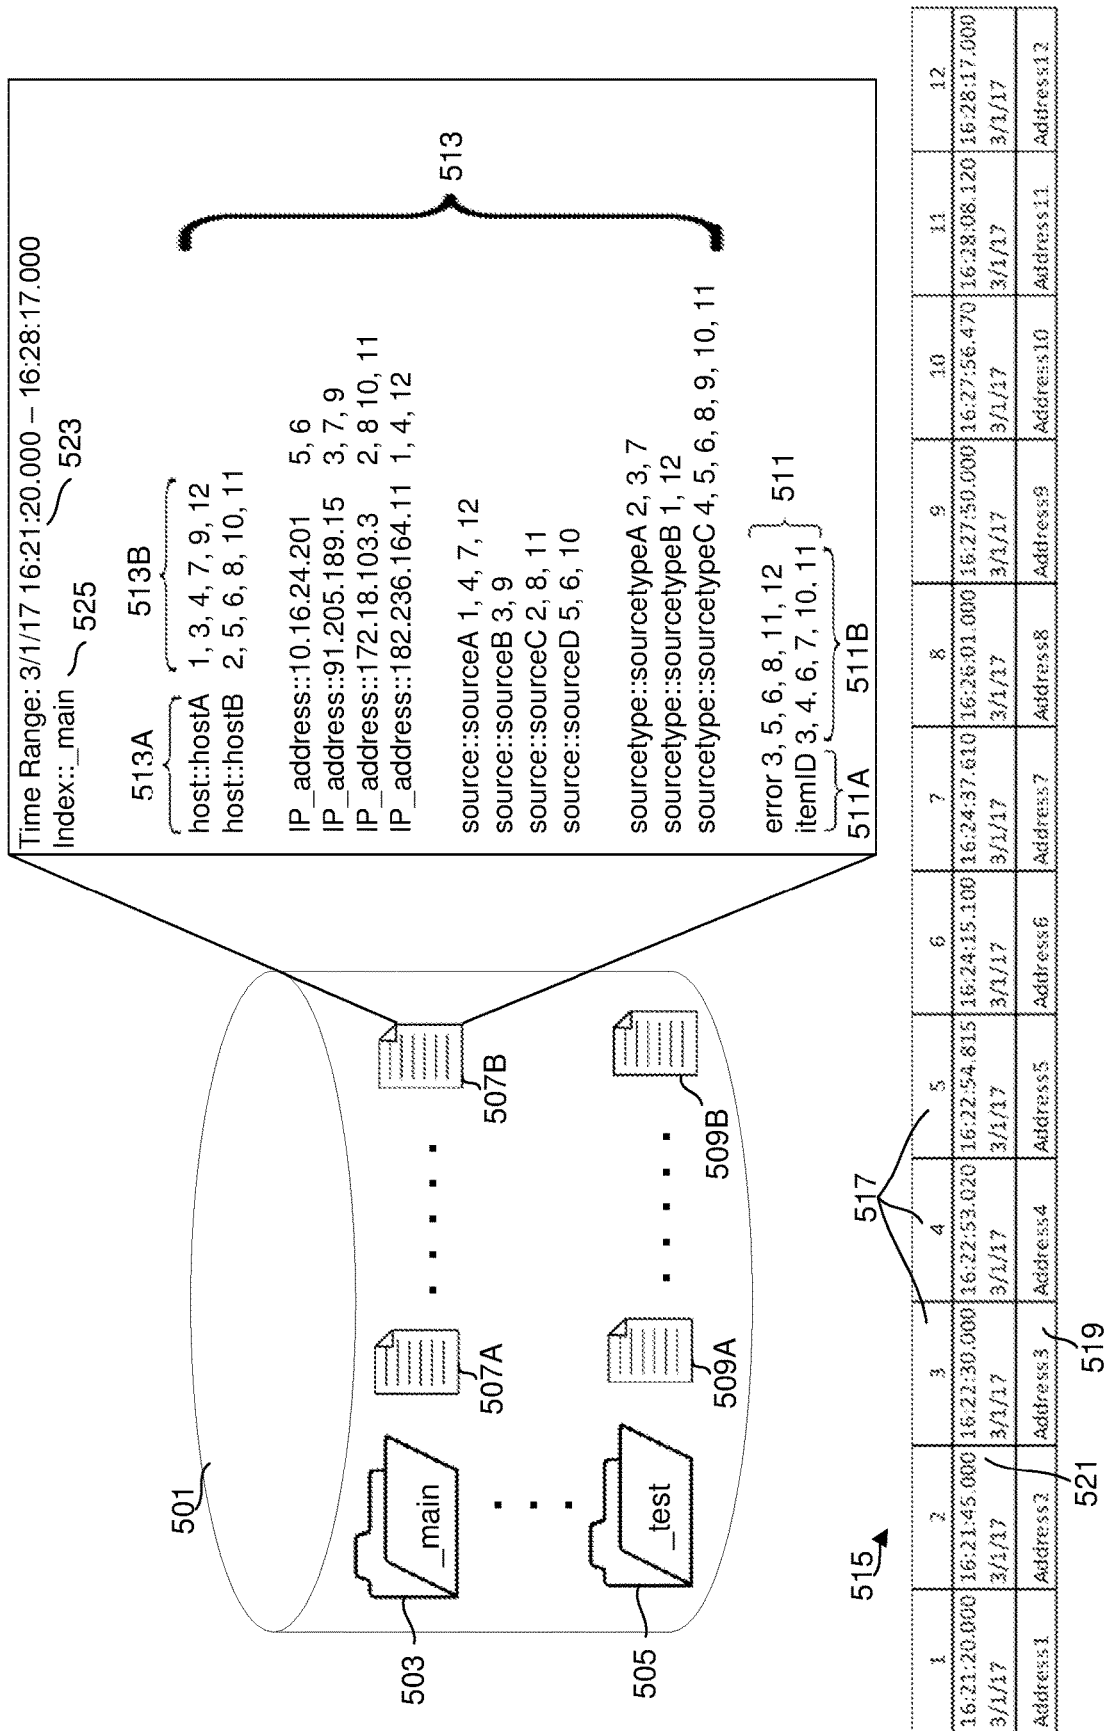 501
503
_main
505
_test
507A
507B
509A
509B
Time Range: 3/1/17 16:21:20.000 – 16:28:17.000
523
Index::_main
525
513A
513B
host::hostA 1, 3, 4, 7, 9, 12
host::hostB 2, 5, 6, 8, 10, 11
IP_address::10.16.24.201 5, 6
IP_address::91.205.189.15 3, 7, 9
IP_address::172.18.103.3 2, 8 10, 11
IP_address::182.236.164.11 1, 4, 12
513
source::sourceA 1, 4, 7, 12
source::sourceB 3, 9
source::sourceC 2, 8, 11
source::sourceD 5, 6, 10
sourcetype::sourcetypeA 2, 3, 7
sourcetype::sourcetypeB 1, 12
sourcetype::sourcetypeC 4, 5, 6, 8, 9, 10, 11
error 3, 5, 6, 8, 11, 12
itemID 3, 4. 6, 7, 10. 11
511
511A
511B
515
517
1 2 3 4 5 6 7 8 9 10 11 12
16:21:20.000 16:21:45.000 16:22:30.000 16:22:53.020 16:22:54.815 16:24:15.100 16:24:37.610 16:26:01.000 16:27:50.000 16:27:56.470 16:28:08.120 16:28:17.000
3/1/17 3/1/17 3/1/17 3/1/17 3/1/17 3/1/17 3/1/17 3/1/17 3/1/17 3/1/17 3/1/17 3/1/17
Address1 Address2 Address3 Address4 Address5 Address6 Address7 Address8 Address9 Address10 Address11 Address12
521
519